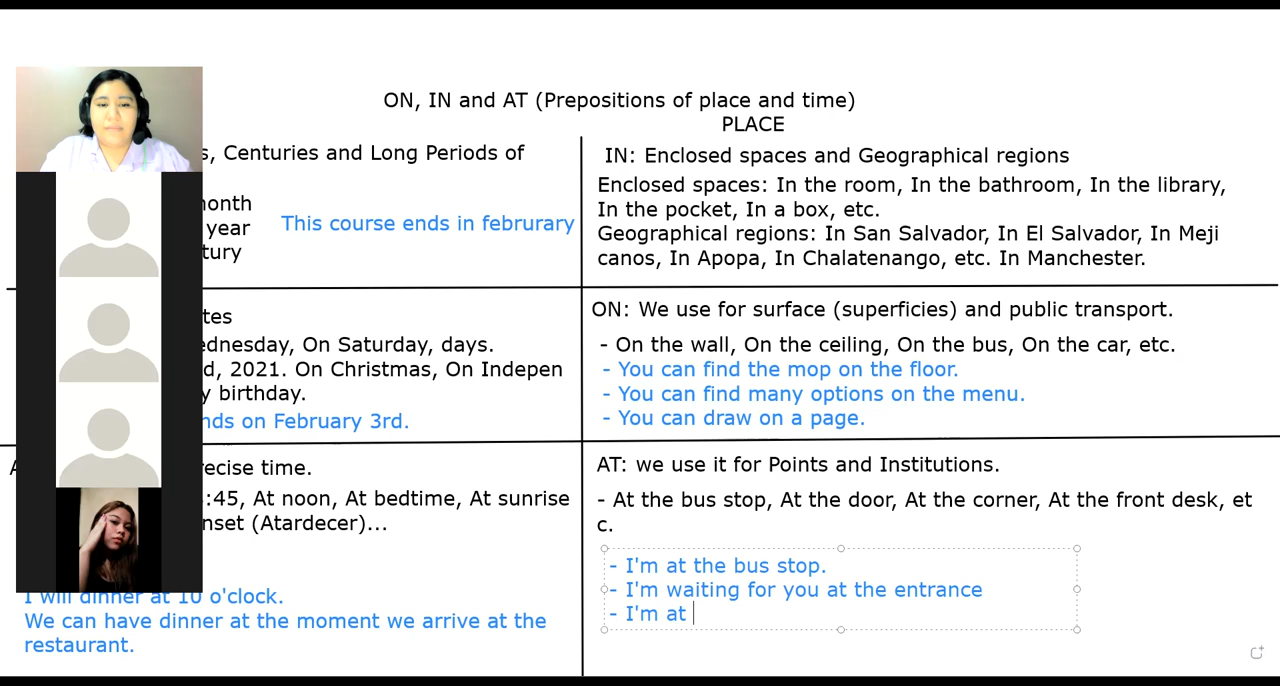 ON, IN and AT (Prepositions of place and time)
PLACE
s, Centuries and Long Periods of
month
year
tury
This course ends in februrary
tes
ednesday, On Saturday, days.
d, 2021. On Christmas, On Indepen
y birthday.
nds on February 3rd.
recise time.
:45, At noon, At bedtime, At sunrise
nset (Atardecer)...
I will dinner at 10 o'clock.
We can have dinner at the moment we arrive at the
restaurant.
IN: Enclosed spaces and Geographical regions
Enclosed spaces: In the room, In the bathroom, In the library,
In the pocket, In a box, etc.
Geographical regions: In San Salvador, In El Salvador, In Meji
canos, In Apopa, In Chalatenango, etc. In Manchester.
ON: We use for surface (superficies) and public transport.
- On the wall, On the ceiling, On the bus, On the car, etc.
- You can find the mop on the floor.
- You can find many options on the menu.
- You can draw on a page.
AT: we use it for Points and Institutions.
- At the bus stop, At the door, At the corner, At the front desk, et
c.
- I'm at the bus stop.
- I'm waiting for you at the entrance
- I'm at